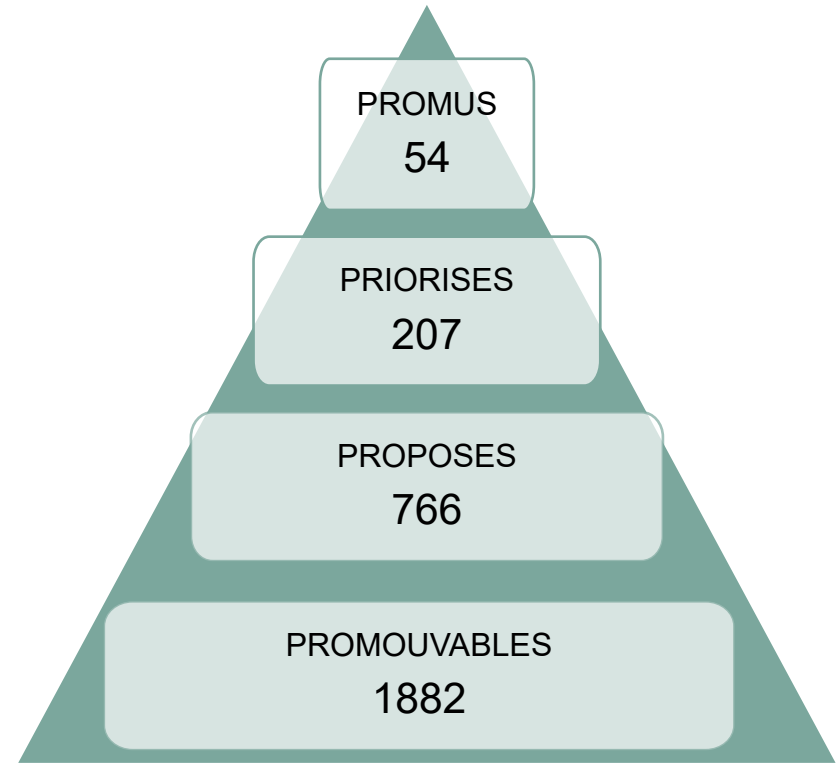 PROMUS
54
PRIORISES
207
PROPOSES
766
PROMOUVABLES
1882